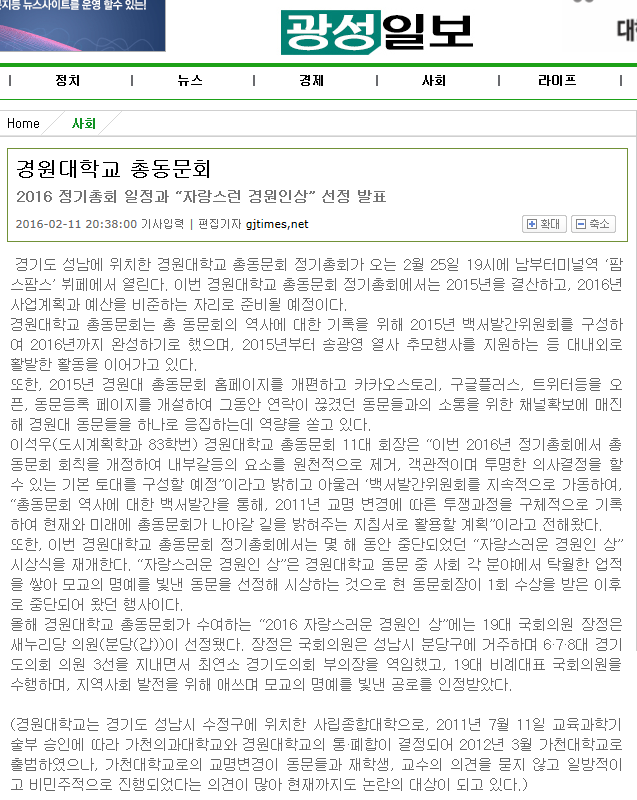 지등 뉴스사이트를 운영 할수 있는!
광성일보
대한
정치 | 뉴스 | 경제 | 사회 | 라이프
Home 사회
경원대학교 총동문회
2016 정기총회 일정과 “자랑스런 경원인상” 선정 발표
2016-02-11 20:38:00 기사입력 | 편집기자 gjtimes,net 확대 축소
경기도 성남에 위치한 경원대학교 총동문회 정기총회가 오는 2월 25일 19시에 남부터미널역 ‘팜
스팜스’ 뷔페에서 열린다. 이번 경원대학교 총동문회 정기총회에서는 2015년을 결산하고, 2016년
사업계획과 예산을 비준하는 자리로 준비될 예정이다.
경원대학교 총동문회는 총 동문회의 역사에 대한 기록을 위해 2015년 백서발간위원회를 구성하
여 2016년까지 완성하기로 했으며, 2015년부터 송광영 열사 추모행사를 지원하는 등 대내외로
활발한 활동을 이어가고 있다.
또한, 2015년 경원대 총동문회 홈페이지를 개편하고 카카오스토리, 구글플러스, 트위터등을 오
픈, 동문등록 페이지를 개설하여 그동안 연락이 끊겼던 동문들과의 소통을 위한 채널확보에 매진
해 경원대 동문들을 하나로 응집하는데 역량을 쏟고 있다.
이석우(도시계획학과 83학번) 경원대학교 총동문회 11대 회장은 “이번 2016년 정기총회에서 총
동문회 회칙을 개정하여 내부갈등의 요소를 원천적으로 제거, 객관적이며 투명한 의사결정을 할
수 있는 기본 토대를 구성할 예정”이라고 밝히고 아울러 ‘백서발간위원회를 지속적으로 가동하여,
“총동문회 역사에 대한 백서발간을 통해, 2011년 교명 변경에 따른 투쟁과정을 구체적으로 기록
하여 현재와 미래에 총동문회가 나아갈 길을 밝혀주는 지침서로 활용할 계획”이라고 전해왔다.
또한, 이번 경원대학교 총동문회 정기총회에서는 몇 해 동안 중단되었던 “자랑스러운 경원인 상”
시상식을 재개한다. “자랑스러운 경원인 상”은 경원대학교 동문 중 사회 각 분야에서 탁월한 업적
을 쌓아 모교의 명예를 빛낸 동문을 선정해 시상하는 것으로 현 동문회장이 1회 수상을 받은 이후
로 중단되어 왔던 행사이다.
올해 경원대학교 총동문회가 수여하는 “2016 자랑스러운 경원인 상”에는 19대 국회의원 장정은
새누리당 의원(분당(갑))이 선정됐다. 장정은 국회의원은 성남시 분당구에 거주하며 6·7·8대 경기
도의회 의원 3선을 지내면서 최연소 경기도의회 부의장을 역임했고, 19대 비례대표 국회의원을
수행하며, 지역사회 발전을 위해 애쓰며 모교의 명예를 빛낸 공로를 인정받았다.
(경원대학교는 경기도 성남시 수정구에 위치한 사립종합대학으로, 2011년 7월 11일 교육과학기
술부 승인에 따라 가천의과대학교와 경원대학교의 통·폐합이 결정되어 2012년 3월 가천대학교로
출범하였으나, 가천대학교로의 교명변경이 동문들과 재학생, 교수의 의견을 묻지 않고 일방적이
고 비민주적으로 진행되었다는 의견이 많아 현재까지도 논란의 대상이 되고 있다.)